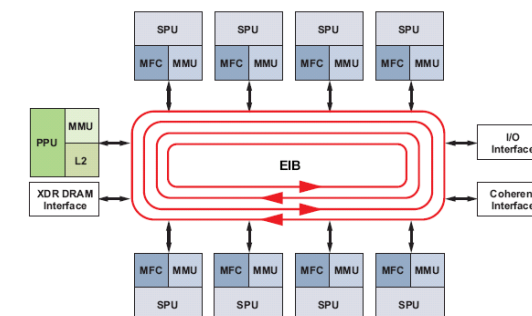 SPU SPU SPU SPU
MFC MMU MFC MMU MFC MMU MFC MMU
PPU MMU
L2
EIB
I/O
Interface
XDR DRAM
Interface
Coherent
Interface
MFC MMU MFC MMU MFC MMU MFC MMU
SPU SPU SPU SPU